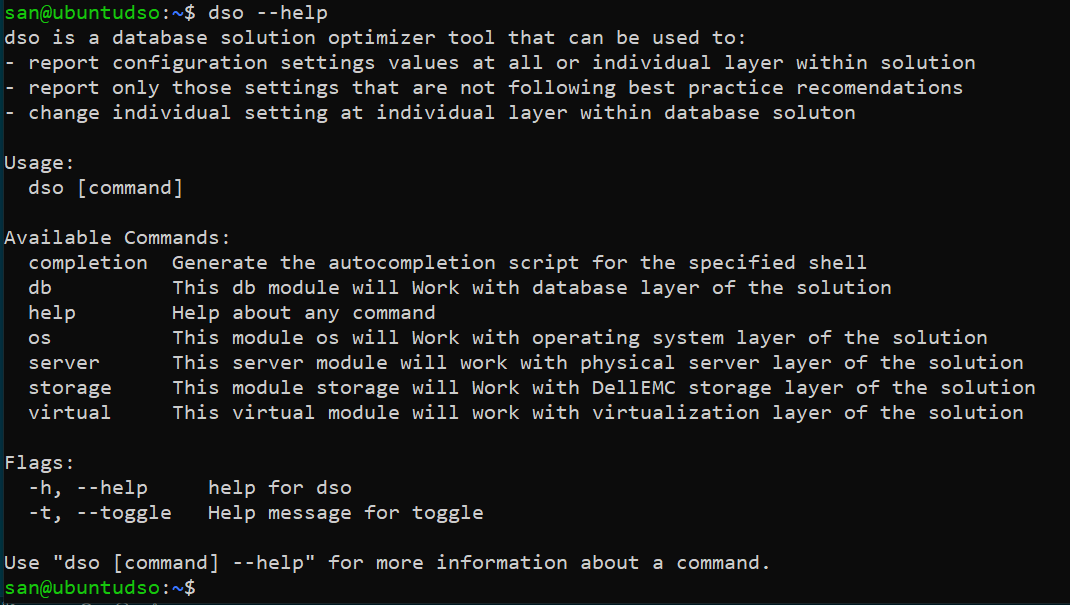 san@ubuntudso:~$ dso --help
dso is a database solution optimizer tool that can be used to:
- report configuration settings values at all or individual layer within solution
- report only those settings that are not following best practice recomendations
- change individual setting at individual layer within database soluton
Usage:
  dso [command]
Available Commands:
  completion  Generate the autocompletion script for the specified shell
  db          This db module will Work with database layer of the solution
  help        Help about any command
  os          This module os will Work with operating system layer of the solution
  server      This server module will work with physical server layer of the solution
  storage     This module storage will Work with DellEMC storage layer of the solution
  virtual     This virtual module will work with virtualization layer of the solution
Flags:
  -h, --help     help for dso
  -t, --toggle   Help message for toggle
Use "dso [command] --help" for more information about a command.
san@ubuntudso:~$